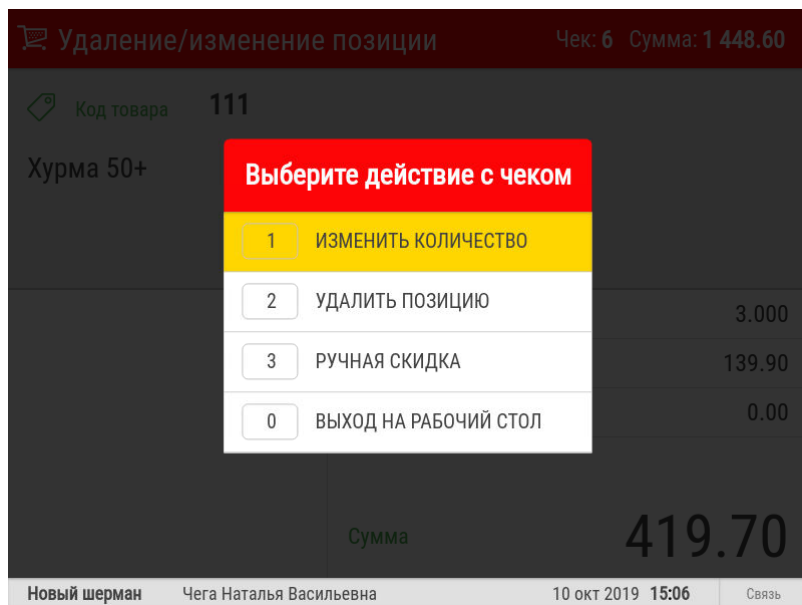 Удаление/изменение позиции Чек: 6 Сумма: 1 448.60
Код товара 111
Хурма 50+
Выберите действие с чеком
1 ИЗМЕНИТЬ КОЛИЧЕСТВО
2 УДАЛИТЬ ПОЗИЦИЮ
3.000
3 РУЧНАЯ СКИДКА
139.90
0 ВЫХОД НА РАБОЧИЙ СТОЛ
0.00
Сумма 419.70
Новый шерман Чега Наталья Васильевна 10 окт 2019 15:06 Связь